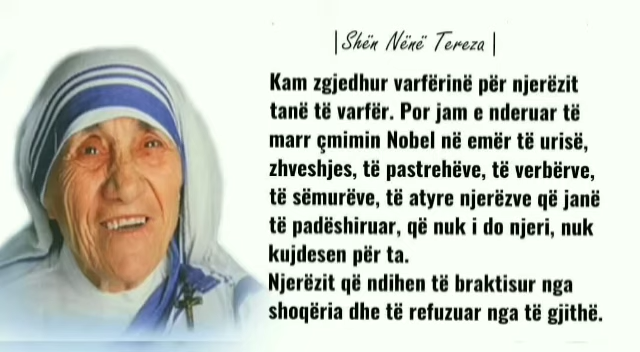 |Shën Nënë Tereza|
Kam zgjedhur varfërinë për njerëzit
tanë të varfër. Por jam e nderuar të
marr çmimin Nobel në emër të urisë,
zhveshjes, të pastrehëve, të verbërve,
të sëmurëve, të atyre njerëzve që janë
të padëshiruar, që nuk i do njeri, nuk
kujdesen për ta.
Njerëzit që ndihen të braktisur nga
shoqëria dhe të refuzuar nga të gjithë.